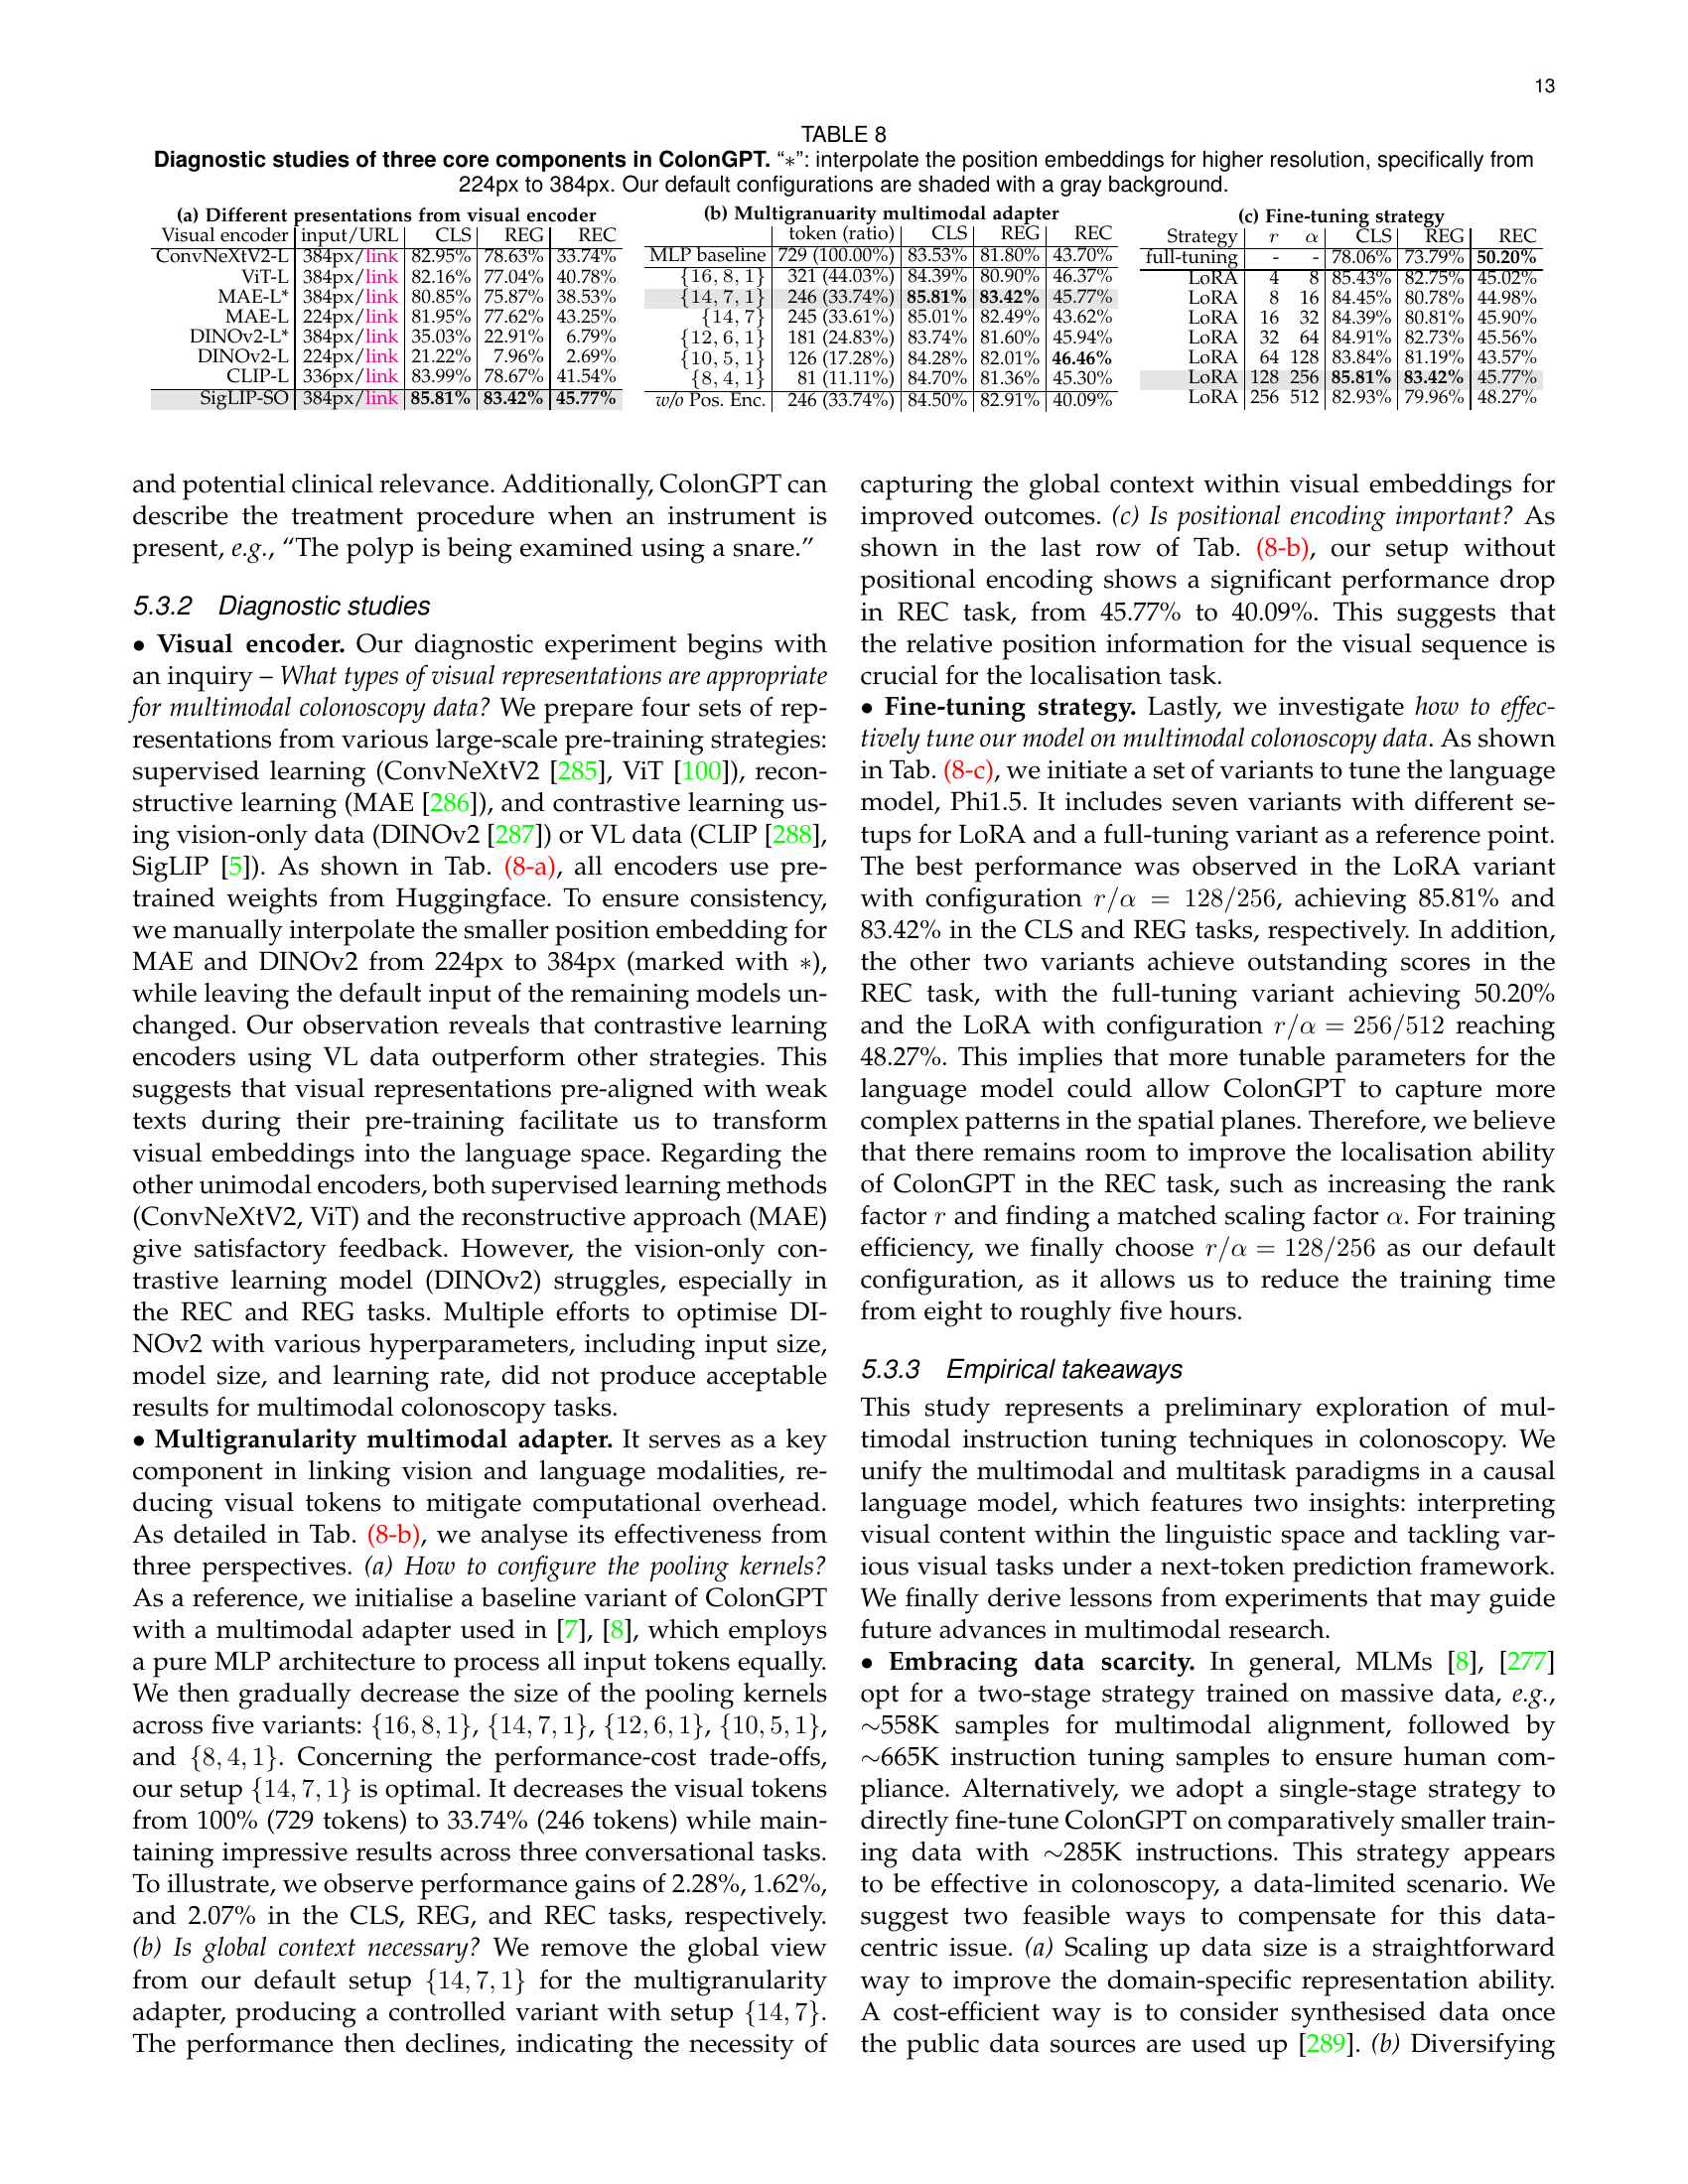 13
TABLE 8
Diagnostic studies of three core components in ColonGPT. “∗”: interpolate the position embeddings for higher resolution, specifically from
224px to 384px. Our default configurations are shaded with a gray background.
(a) Different presentations from visual encoder
Visual encoder input/URL CLS REG REC
ConvNeXtV2-L 384px/link 82.95% 78.63% 33.74%
ViT-L 384px/link 82.16% 77.04% 40.78%
MAE-L* 384px/link 80.85% 75.87% 38.53%
MAE-L 224px/link 81.95% 77.62% 43.25%
DINOv2-L* 384px/link 35.03% 22.91% 6.79%
DINOv2-L 224px/link 21.22% 7.96% 2.69%
CLIP-L 336px/link 83.99% 78.67% 41.54%
SigLIP-SO 384px/link 85.81% 83.42% 45.77%
(b) Multigranuarity multimodal adapter
token (ratio) CLS REG REC
MLP baseline 729 (100.00%) 83.53% 81.80% 43.70%
{16, 8, 1} 321 (44.03%) 84.39% 80.90% 46.37%
{14, 7, 1} 246 (33.74%) 85.81% 83.42% 45.77%
{14, 7} 245 (33.61%) 85.01% 82.49% 43.62%
{12, 6, 1} 181 (24.83%) 83.74% 81.60% 45.94%
{10, 5, 1} 126 (17.28%) 84.28% 82.01% 46.46%
{8, 4, 1} 81 (11.11%) 84.70% 81.36% 45.30%
w/o Pos. Enc. 246 (33.74%) 84.50% 82.91% 40.09%
(c) Fine-tuning strategy
Strategy r α CLS REG REC
full-tuning - - 78.06% 73.79% 50.20%
LoRA 4 8 85.43% 82.75% 45.02%
LoRA 8 16 84.45% 80.78% 44.98%
LoRA 16 32 84.39% 80.81% 45.90%
LoRA 32 64 84.91% 82.73% 45.56%
LoRA 64 128 83.84% 81.19% 43.57%
LoRA 128 256 85.81% 83.42% 45.77%
LoRA 256 512 82.93% 79.96% 48.27%
and potential clinical relevance. Additionally, ColonGPT can
describe the treatment procedure when an instrument is
present, e.g., “The polyp is being examined using a snare.”
5.3.2 Diagnostic studies
• Visual encoder. Our diagnostic experiment begins with
an inquiry – What types of visual representations are appropriate
for multimodal colonoscopy data? We prepare four sets of rep-
resentations from various large-scale pre-training strategies:
supervised learning (ConvNeXtV2 [285], ViT [100]), recon-
structive learning (MAE [286]), and contrastive learning us-
ing vision-only data (DINOv2 [287]) or VL data (CLIP [288],
SigLIP [5]). As shown in Tab. (8-a), all encoders use pre-
trained weights from Huggingface. To ensure consistency,
we manually interpolate the smaller position embedding for
MAE and DINOv2 from 224px to 384px (marked with ∗),
while leaving the default input of the remaining models un-
changed. Our observation reveals that contrastive learning
encoders using VL data outperform other strategies. This
suggests that visual representations pre-aligned with weak
texts during their pre-training facilitate us to transform
visual embeddings into the language space. Regarding the
other unimodal encoders, both supervised learning methods
(ConvNeXtV2, ViT) and the reconstructive approach (MAE)
give satisfactory feedback. However, the vision-only con-
trastive learning model (DINOv2) struggles, especially in
the REC and REG tasks. Multiple efforts to optimise DI-
NOv2 with various hyperparameters, including input size,
model size, and learning rate, did not produce acceptable
results for multimodal colonoscopy tasks.
• Multigranularity multimodal adapter. It serves as a key
component in linking vision and language modalities, re-
ducing visual tokens to mitigate computational overhead.
As detailed in Tab. (8-b), we analyse its effectiveness from
three perspectives. (a) How to configure the pooling kernels?
As a reference, we initialise a baseline variant of ColonGPT
with a multimodal adapter used in [7], [8], which employs
a pure MLP architecture to process all input tokens equally.
We then gradually decrease the size of the pooling kernels
across five variants: {16, 8, 1}, {14, 7, 1}, {12, 6, 1}, {10, 5, 1},
and {8, 4, 1}. Concerning the performance-cost trade-offs,
our setup {14, 7, 1} is optimal. It decreases the visual tokens
from 100% (729 tokens) to 33.74% (246 tokens) while main-
taining impressive results across three conversational tasks.
To illustrate, we observe performance gains of 2.28%, 1.62%,
and 2.07% in the CLS, REG, and REC tasks, respectively.
(b) Is global context necessary? We remove the global view
from our default setup {14, 7, 1} for the multigranularity
adapter, producing a controlled variant with setup {14, 7}.
The performance then declines, indicating the necessity of
capturing the global context within visual embeddings for
improved outcomes. (c) Is positional encoding important? As
shown in the last row of Tab. (8-b), our setup without
positional encoding shows a significant performance drop
in REC task, from 45.77% to 40.09%. This suggests that
the relative position information for the visual sequence is
crucial for the localisation task.
• Fine-tuning strategy. Lastly, we investigate how to effec-
tively tune our model on multimodal colonoscopy data. As shown
in Tab. (8-c), we initiate a set of variants to tune the language
model, Phi1.5. It includes seven variants with different se-
tups for LoRA and a full-tuning variant as a reference point.
The best performance was observed in the LoRA variant
with configuration r/α = 128/256, achieving 85.81% and
83.42% in the CLS and REG tasks, respectively. In addition,
the other two variants achieve outstanding scores in the
REC task, with the full-tuning variant achieving 50.20%
and the LoRA with configuration r/α = 256/512 reaching
48.27%. This implies that more tunable parameters for the
language model could allow ColonGPT to capture more
complex patterns in the spatial planes. Therefore, we believe
that there remains room to improve the localisation ability
of ColonGPT in the REC task, such as increasing the rank
factor r and finding a matched scaling factor α. For training
efficiency, we finally choose r/α = 128/256 as our default
configuration, as it allows us to reduce the training time
from eight to roughly five hours.
5.3.3 Empirical takeaways
This study represents a preliminary exploration of mul-
timodal instruction tuning techniques in colonoscopy. We
unify the multimodal and multitask paradigms in a causal
language model, which features two insights: interpreting
visual content within the linguistic space and tackling var-
ious visual tasks under a next-token prediction framework.
We finally derive lessons from experiments that may guide
future advances in multimodal research.
• Embracing data scarcity. In general, MLMs [8], [277]
opt for a two-stage strategy trained on massive data, e.g.,
∼558K samples for multimodal alignment, followed by
∼665K instruction tuning samples to ensure human com-
pliance. Alternatively, we adopt a single-stage strategy to
directly fine-tune ColonGPT on comparatively smaller train-
ing data with ∼285K instructions. This strategy appears
to be effective in colonoscopy, a data-limited scenario. We
suggest two feasible ways to compensate for this data-
centric issue. (a) Scaling up data size is a straightforward
way to improve the domain-specific representation ability.
A cost-efficient way is to consider synthesised data once
the public data sources are used up [289]. (b) Diversifying